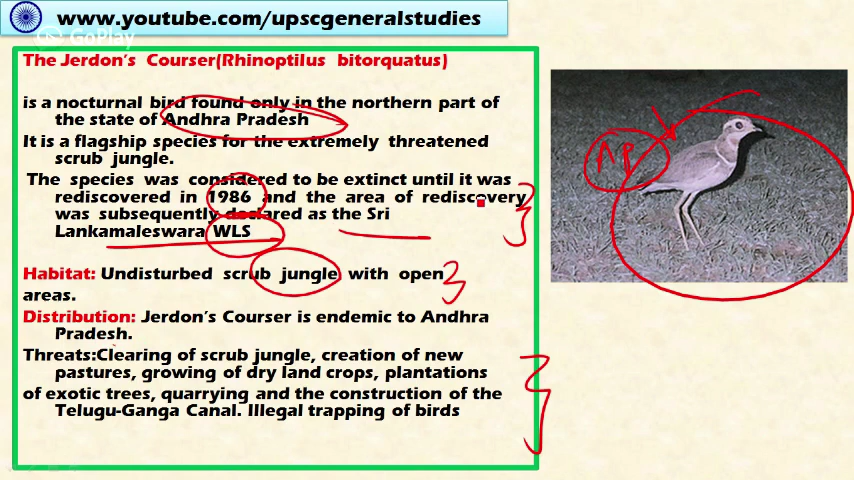 www.youtube.com/upscgeneralstudies
GoPlay
The Jerdon's Courser(Rhinoptilus bitorquatus)
is a nocturnal bird found only in the northern part of
the state of Andhra Pradesh
It is a flagship species for the extremely threatened
scrub jungle.
The species was considered to be extinct until it was
rediscovered in 1986 and the area of rediscovery
was subsequently declared as the Sri
Lankamaleswara WLS
Habitat: Undisturbed scrub jungle with open
areas.
Distribution: Jerdon's Courser is endemic to Andhra
Pradesh.
Threats:Clearing of scrub jungle, creation of new
pastures, growing of dry land crops, plantations
of exotic trees, quarrying and the construction of the
Telugu-Ganga Canal. Illegal trapping of birds
AP